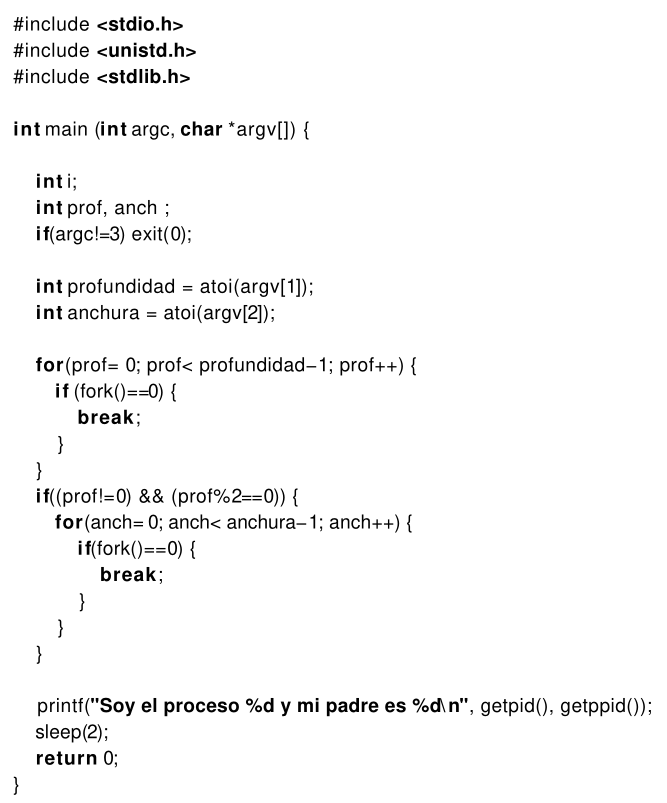 #include <stdio.h>
#include <unistd.h>
#include <stdlib.h>
int main (int argc, char *argv[]) {
int i;
int prof, anch ;
if(argc!=3) exit(0);
int profundidad = atoi(argv[1]);
int anchura = atoi(argv[2]);
for(prof= 0; prof< profundidad−1; prof++) {
if (fork()==0) {
break;
}
}
if((prof!=0) && (prof%2==0)) {
for(anch= 0; anch< anchura−1; anch++) {
if(fork()==0) {
break;
}
}
}
printf("Soy el proceso %d y mi padre es %d\n", getpid(), getppid());
sleep(2);
return 0;
}